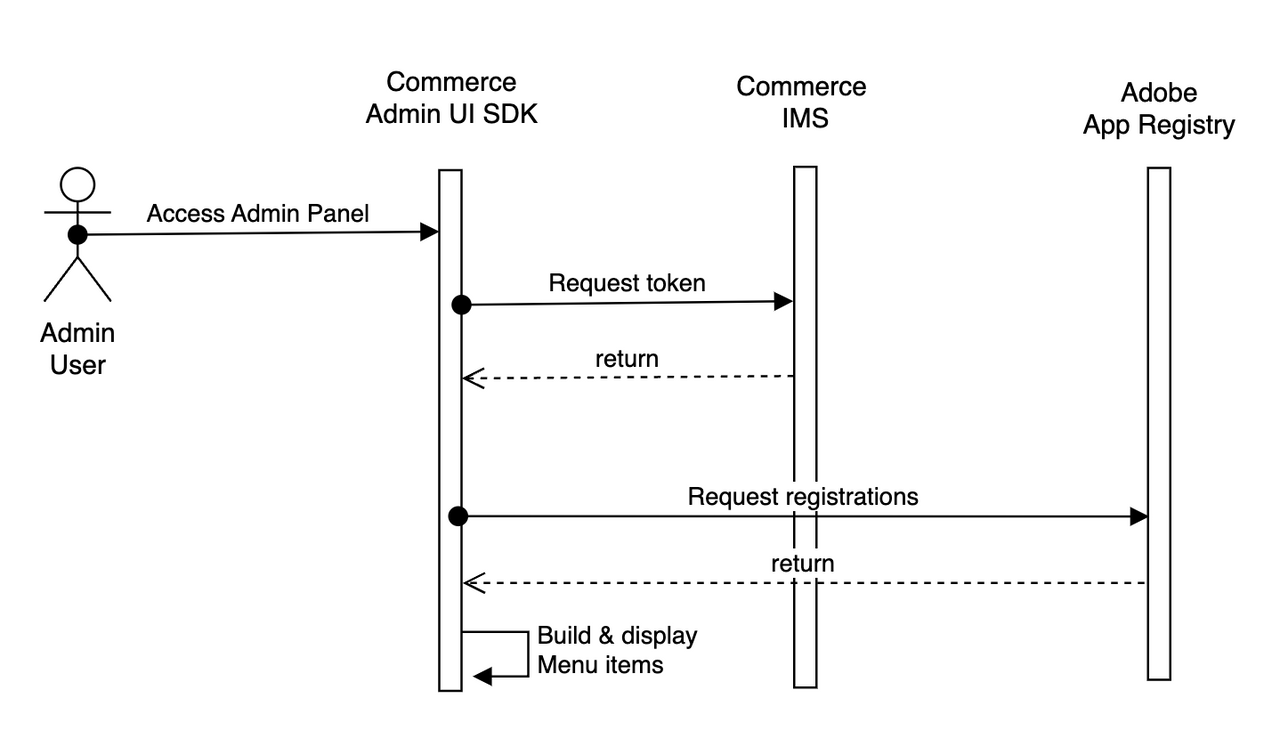 Commerce
Admin UI SDK
Commerce
IMS
Adobe
App Registry
Access Admin Panel
Admin
User
Request token
return
Request registrations
return
Build & display
Menu items